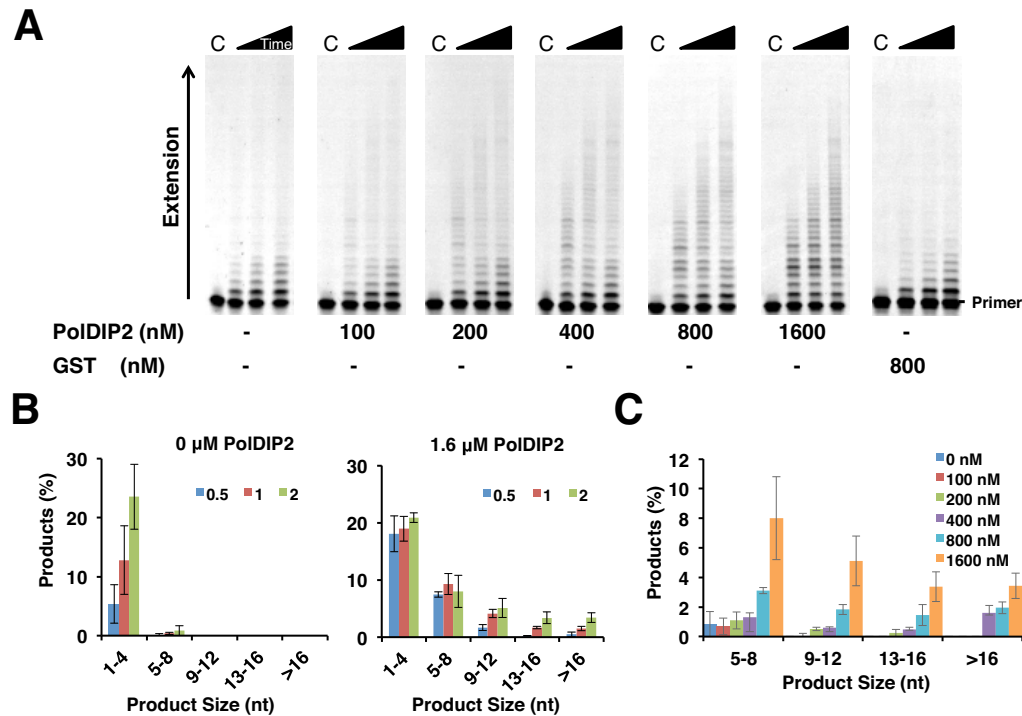 A
C Time C C C C C C
Extension
Primer
PolDIP2 (nM) - 100 200 400 800 1600 -
GST (nM) - - - - - - 800
B
0 µM PolDIP2
30
20
10
0
Products (%)
0.5 1 2
1-4 5-8 9-12 13-16 >16
Product Size (nt)
1.6 µM PolDIP2
30
20
10
0
0.5 1 2
1-4 5-8 9-12 13-16 >16
Product Size (nt)
C
12
10
8
6
4
2
0
Products (%)
0 nM
100 nM
200 nM
400 nM
800 nM
1600 nM
5-8 9-12 13-16 >16
Product Size (nt)